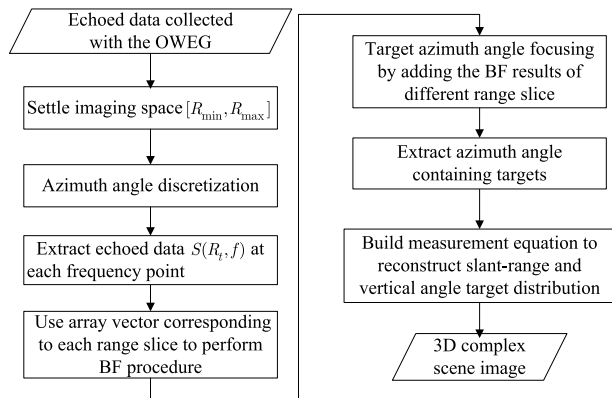 Echoed data collected
with the OWEG
Settle imaging space [R_min, R_max]
Azimuth angle discretization
Extract echoed data S(R_t, f) at
each frequency point
Use array vector corresponding
to each range slice to perform
BF procedure
Target azimuth angle focusing
by adding the BF results of
different range slice
Extract azimuth angle
containing targets
Build measurement equation to
reconstruct slant-range and
vertical angle target distribution
3D complex
scene image